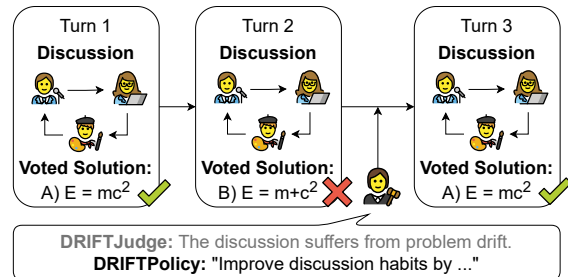 Turn 1
Discussion
Voted Solution:
A) E = mc²
Turn 2
Discussion
Voted Solution:
B) E = m+c²
Turn 3
Discussion
Voted Solution:
A) E = mc²
DRIFTJudge: The discussion suffers from problem drift.
DRIFTPolicy: "Improve discussion habits by ..."